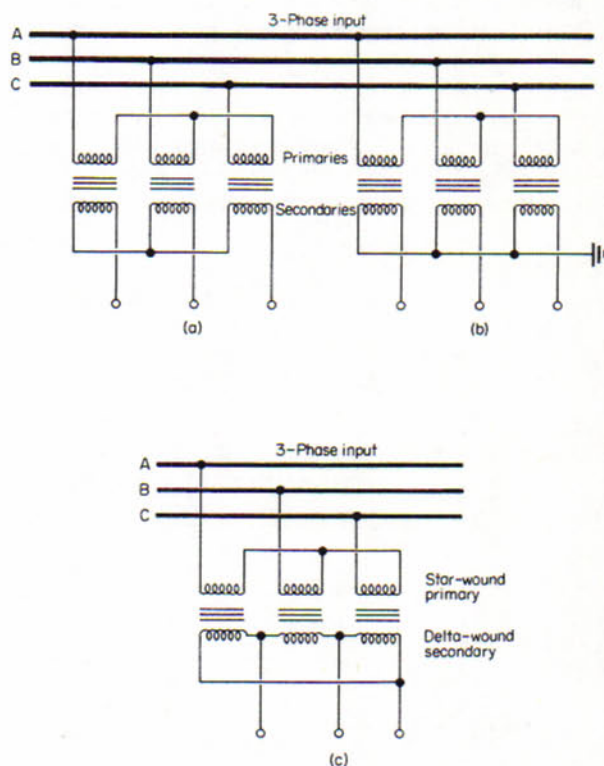 3-Phase input
A
B
C
Primaries
Secondaries
(a)
(b)
3-Phase input
A
B
C
Star-wound
primary
Delta-wound
secondary
(c)